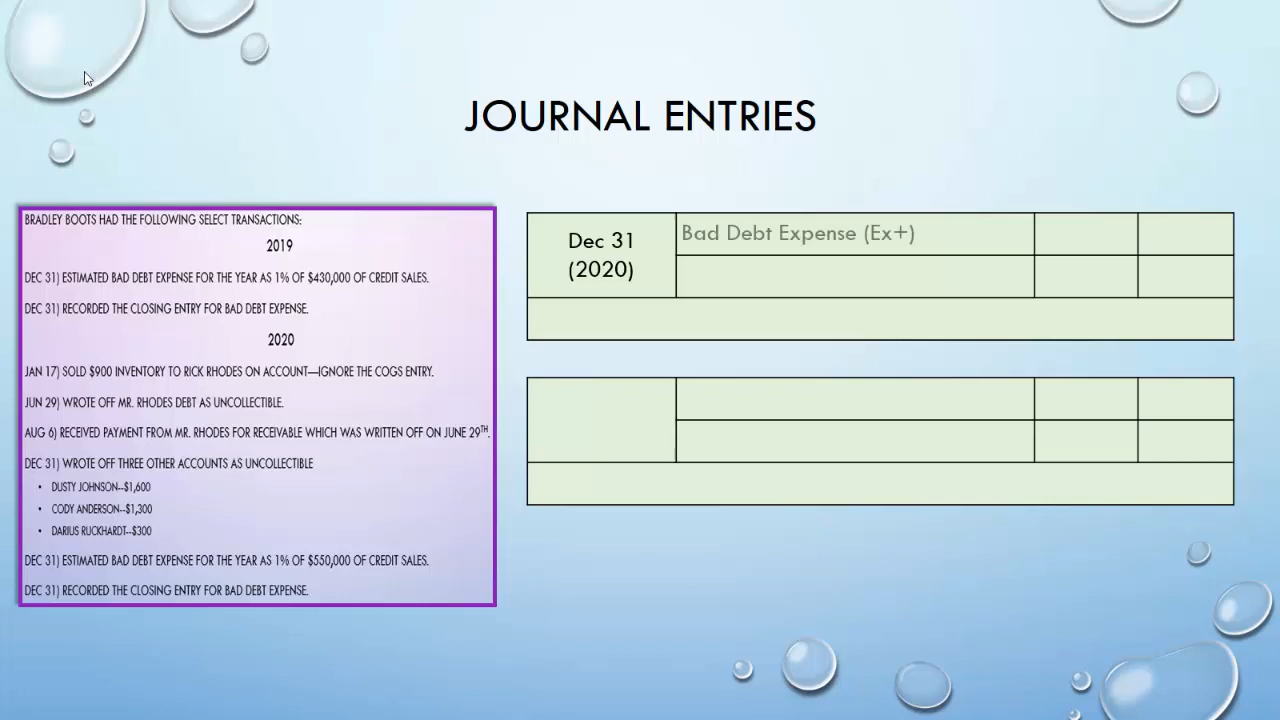 JOURNAL ENTRIES
BRADLEY BOOTS HAD THE FOLLOWING SELECT TRANSACTIONS:
2019
DEC 31) ESTIMATED BAD DEBT EXPENSE FOR THE YEAR AS 1% OF $430,000 OF CREDIT SALES.
DEC 31) RECORDED THE CLOSING ENTRY FOR BAD DEBT EXPENSE.
2020
JAN 17) SOLD $900 INVENTORY TO RICK RHODES ON ACCOUNT—IGNORE THE COGS ENTRY.
JUN 29) WROTE OFF MR. RHODES DEBT AS UNCOLLECTIBLE.
AUG 6) RECEIVED PAYMENT FROM MR. RHODES FOR RECEIVABLE WHICH WAS WRITTEN OFF ON JUNE 29TH.
DEC 31) WROTE OFF THREE OTHER ACCOUNTS AS UNCOLLECTIBLE
• DUSTY JOHNSON--$1,600
• CODY ANDERSON--$1,300
• DARIUS RUCKHARDT--$300
DEC 31) ESTIMATED BAD DEBT EXPENSE FOR THE YEAR AS 1% OF $550,000 OF CREDIT SALES.
DEC 31) RECORDED THE CLOSING ENTRY FOR BAD DEBT EXPENSE.
Dec 31
(2020)
Bad Debt Expense (Ex+)